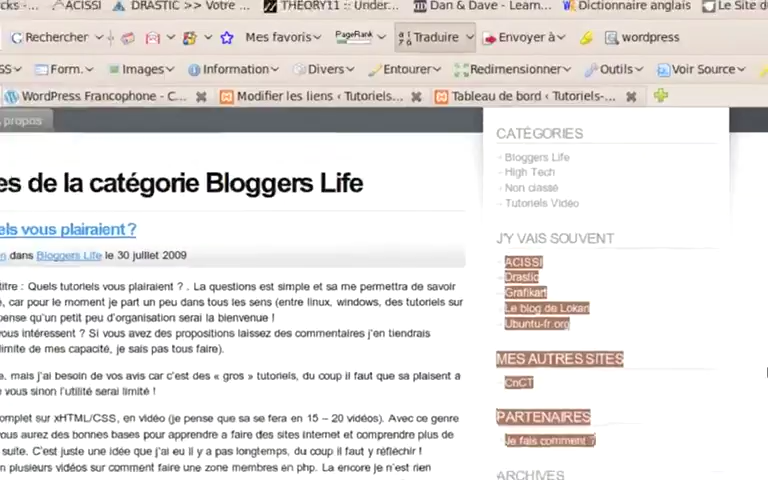 cks -... ACISSI DRASTIC >> Votre ... THEORY11 :: Under... Dan & Dave - Learn... Dictionnaire anglais Le Site d
Rechercher Mes favoris PageRank Traduire Envoyer à wordpress
SS Form. Images Information Divers Entourer Redimensionner Outils Voir Source
WordPress Francophone - C... Modifier les liens ‹ Tutoriels... Tableau de bord ‹ Tutoriels-...
propos
CATÉGORIES
Bloggers Life
es de la catégorie Bloggers Life
High Tech
Non classé
Tutoriels Vidéo
els vous plairaient ?
J'Y VAIS SOUVENT
en dans Bloggers Life le 30 juillet 2009
ACISSI
Drastic
titre : Quels tutoriels vous plairaient ? . La questions est simple et sa me permettra de savoir
Grafikart
, car pour le moment je part un peu dans tous les sens (entre linux, windows, des tutoriels sur
Le blog de Lokan
pense qu'un petit peu d'organisation serai la bienvenue !
Ubuntu-fr.org
vous intéressent ? Si vous avez des propositions laissez des commentaires j'en tiendrais
limite de mes capacité, je sais pas tous faire).
MES AUTRES SITES
e, mais j'ai besoin de vos avis car c'est des « gros » tutoriels, du coup il faut que sa plaisent a
CnCT
vous sinon l'utilité serai limité !
PARTENAIRES
omplet sur xHTML/CSS, en vidéo (je pense que sa se fera en 15 – 20 vidéos). Avec ce genre
vous aurez des bonnes bases pour apprendre a faire des sites internet et comprendre plus de
Je fais comment ?
suite. C'est juste une idée que j'ai eu il y a pas longtemps, du coup il faut y réfléchir !
n plusieurs vidéos sur comment faire une zone membres en php. La encore je n'est rien
ARCHIVES